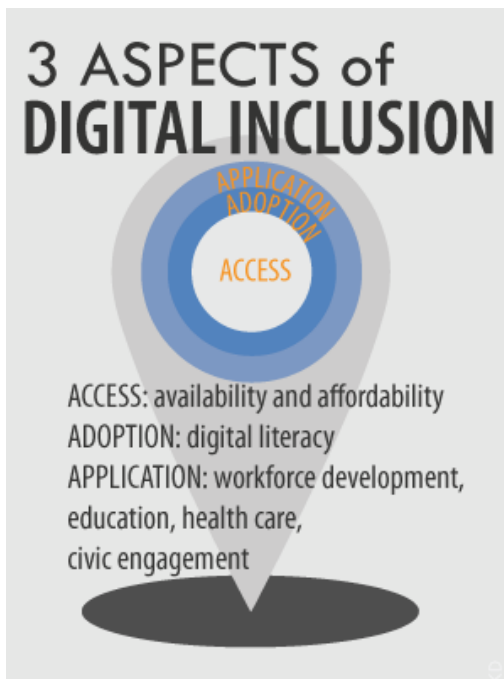 3 ASPECTS of
DIGITAL INCLUSION
APPLICATION
ADOPTION
ACCESS
ACCESS: availability and affordability
ADOPTION: digital literacy
APPLICATION: workforce development,
education, health care,
civic engagement